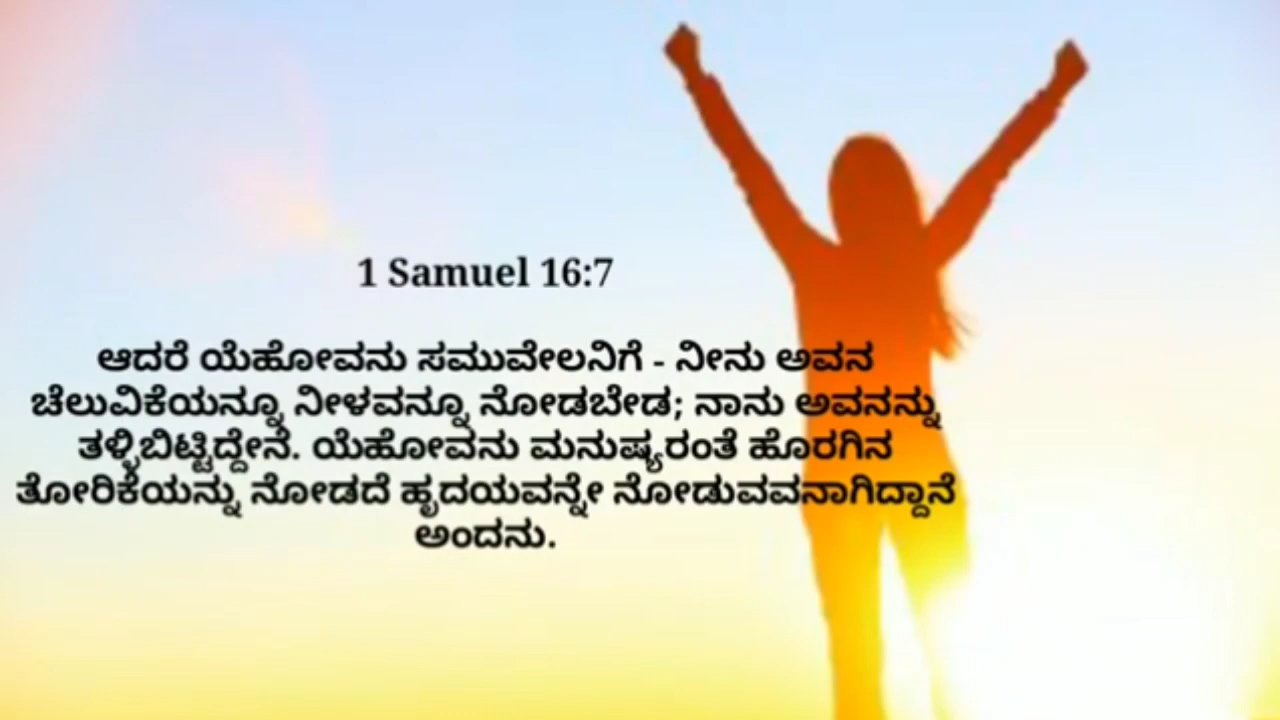 1 Samuel 16:7
ಆದರೆ ಯೆಹೋವನು ಸಮುವೇಲನಿಗೆ - ನೀನು ಅವನ
ಚೆಲುವಿಕೆಯನ್ನೂ ನೀಳವನ್ನೂ ನೋಡಬೇಡ; ನಾನು ಅವನನ್ನು
ತಳ್ಳಿಬಿಟ್ಟಿದ್ದೇನೆ. ಯೆಹೋವನು ಮನುಷ್ಯರಂತೆ ಹೊರಗಿನ
ತೋರಿಕೆಯನ್ನು ನೋಡದೆ ಹೃದಯವನ್ನೇ ನೋಡುವವನಾಗಿದ್ದಾನೆ
ಅಂದನು.